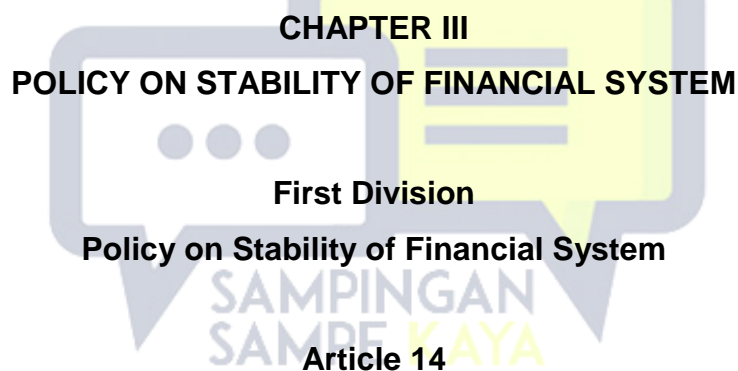 CHAPTER III
POLICY ON STABILITY OF FINANCIAL SYSTEM
First Division
Policy on Stability of Financial System
SAMPINGAN
SAMPE KAYA
Article 14